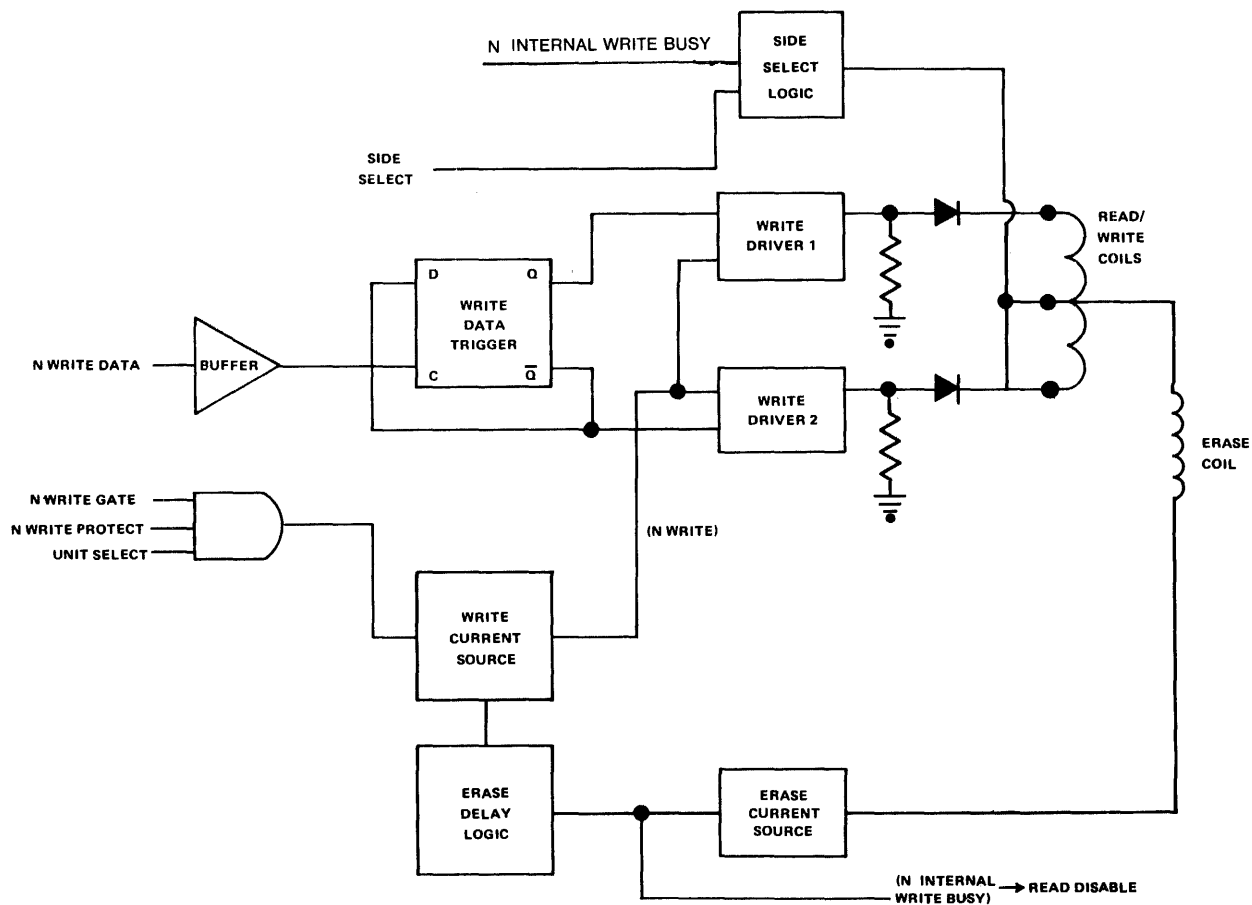 N INTERNAL WRITE BUSY
SIDE
SELECT
LOGIC
SIDE
SELECT
WRITE
DRIVER 1
READ/
WRITE
COILS
D
Q
WRITE
DATA
TRIGGER
C
Q̅
N WRITE DATA
BUFFER
WRITE
DRIVER 2
ERASE
COIL
N WRITE GATE
N WRITE PROTECT
UNIT SELECT
(N WRITE)
WRITE
CURRENT
SOURCE
ERASE
DELAY
LOGIC
ERASE
CURRENT
SOURCE
(N INTERNAL
WRITE BUSY)
→ READ DISABLE